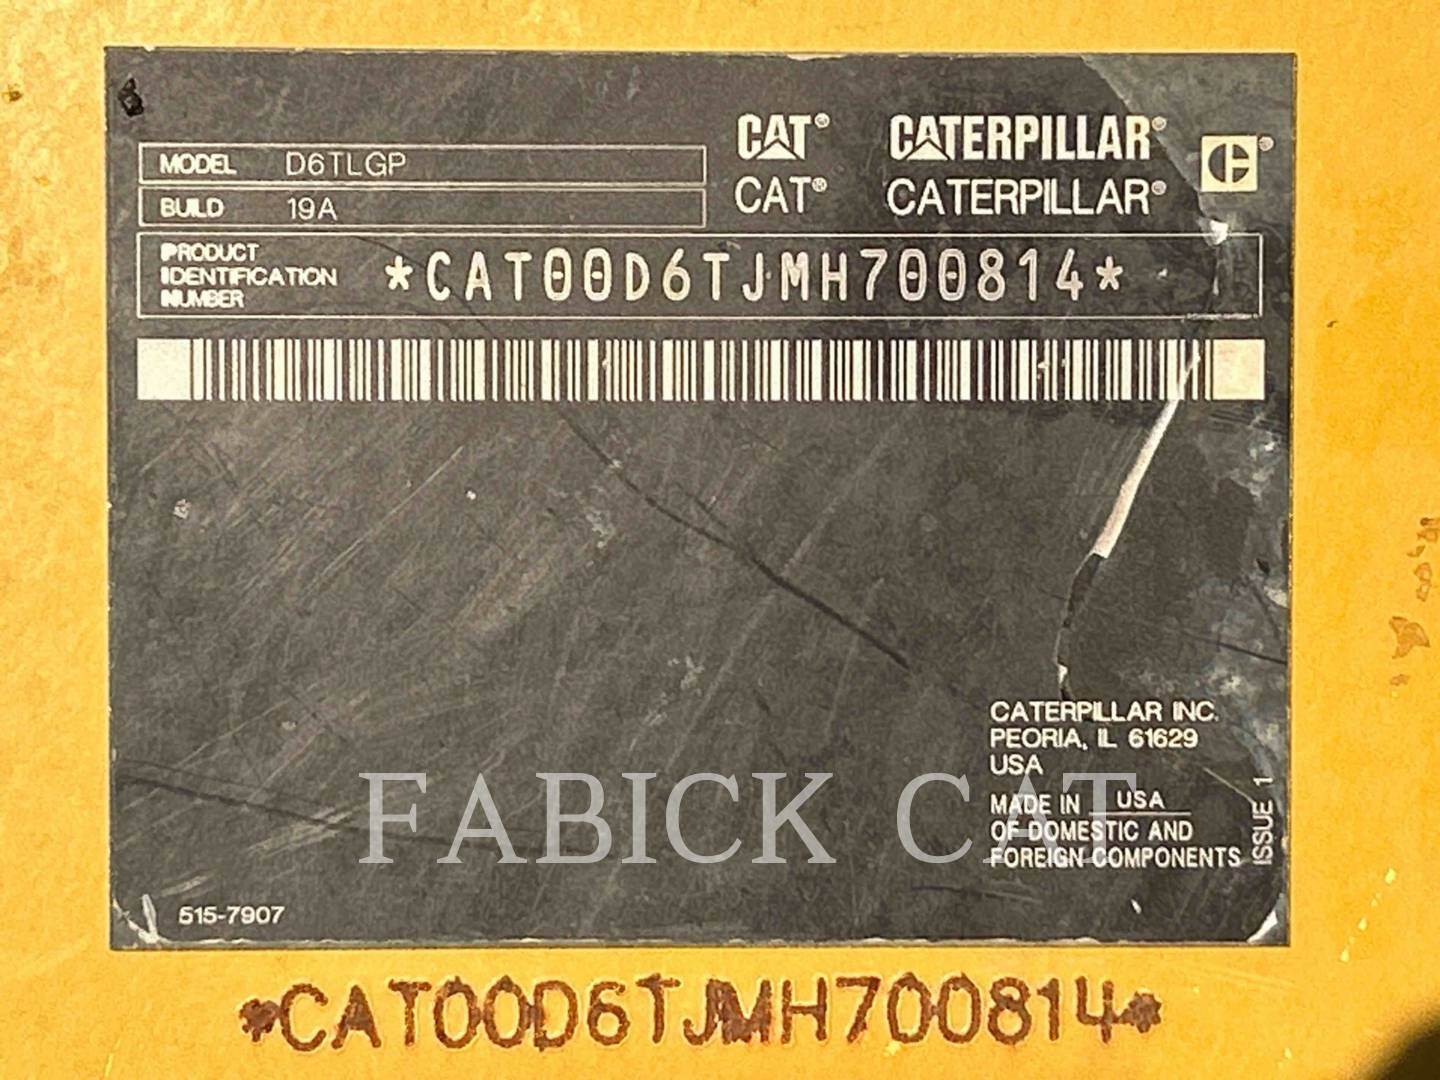 CAT® CATERPILLAR®
MODEL D6TLGP
CAT® CATERPILLAR®
BUILD 19A
PRODUCT
IDENTIFICATION
NUMBER
*CAT00D6TJMH700814*
CATERPILLAR INC.
PEORIA, IL 61629
USA
MADE IN USA
OF DOMESTIC AND
FOREIGN COMPONENTS
ISSUE 1
FABICK CAT
515-7907
*CAT00D6TJMH700814*